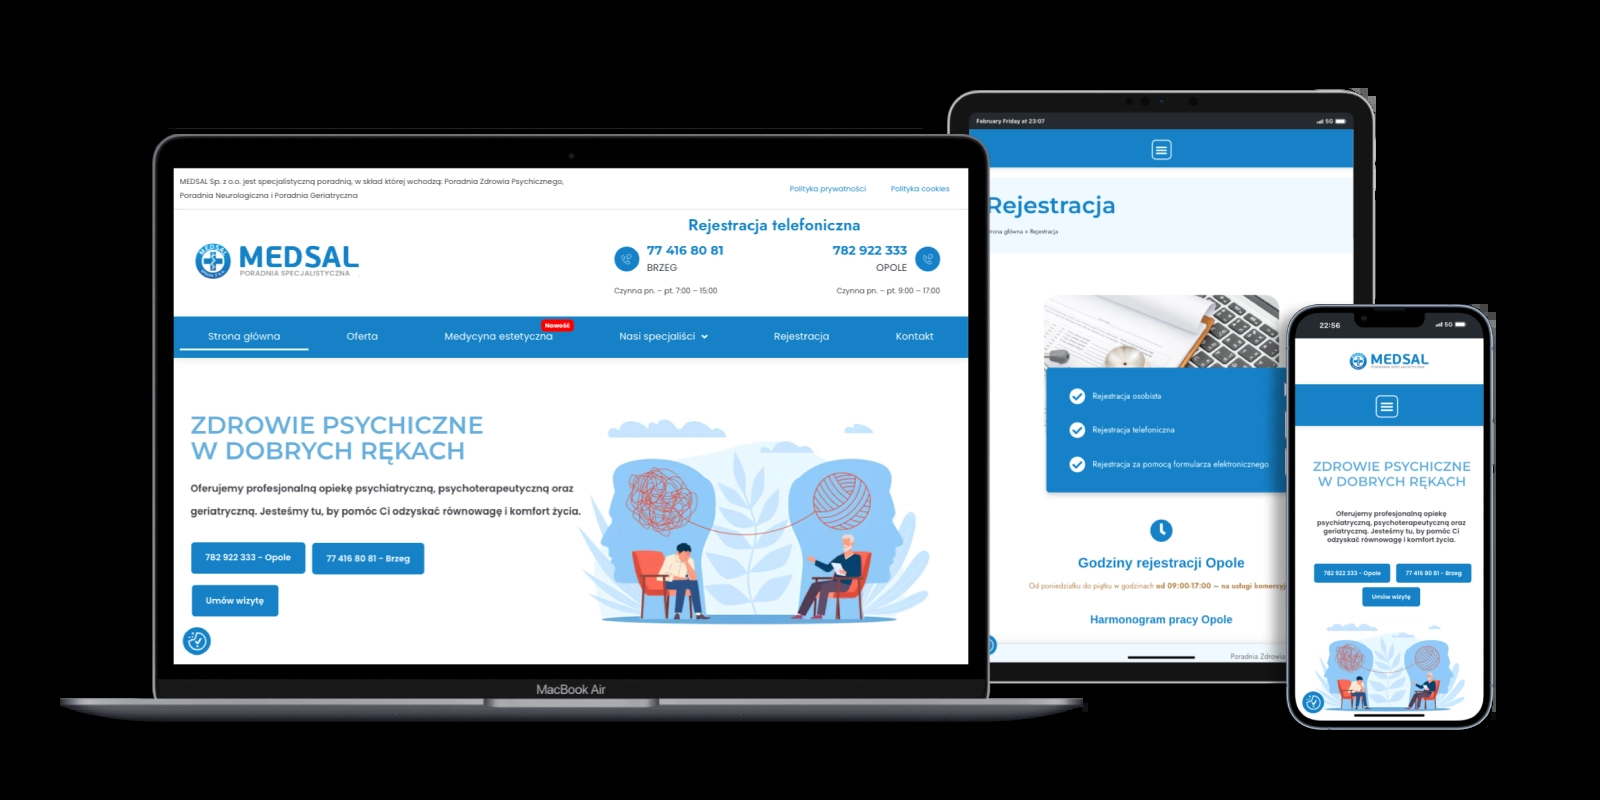 MEDSAL Sp. z o.o. jest specjalistyczną poradnią, w skład której wchodzą: Poradnia Zdrowia Psychicznego,
Poradnia Neurologiczna i Poradnia Geriatryczna
Polityka prywatności
Polityka cookies
MEDSAL
PORADNIA SPECJALISTYCZNA
Rejestracja telefoniczna
77 416 80 81
BRZEG
Czynna pn. – pt. 7:00 – 15:00
782 922 333
OPOLE
Czynna pn. – pt. 9:00 – 17:00
Nowość
Strona główna
Oferta
Medycyna estetyczna
Nasi specjaliści
Rejestracja
Kontakt
ZDROWIE PSYCHICZNE
W DOBRYCH RĘKACH
Oferujemy profesjonalną opiekę psychiatryczną, psychoterapeutyczną oraz
geriatryczną. Jesteśmy tu, by pomóc Ci odzyskać równowagę i komfort życia.
782 922 333 - Opole
77 416 80 81 - Brzeg
Umów wizytę
MacBook Air
February Friday at 23:07
5G
Rejestracja
rona główna » Rejestracja
Rejestracja osobista
Rejestracja telefoniczna
Rejestracja za pomocą formularza elektronicznego
Godziny rejestracji Opole
Od poniedziałku do piątku w godzinach od 09:00-17:00 – na usługi komercyj
Harmonogram pracy Opole
Poradnia Zdrowia
22:56
5G
MEDSAL
PORADNIA SPECJALISTYCZNA
ZDROWIE PSYCHICZNE
W DOBRYCH RĘKACH
Oferujemy profesjonalną opiekę
psychiatryczną, psychoterapeutyczną oraz
geriatryczną. Jesteśmy tu, by pomóc Ci
odzyskać równowagę i komfort życia.
782 922 333 - Opole
77 416 80 81 - Brzeg
Umów wizytę